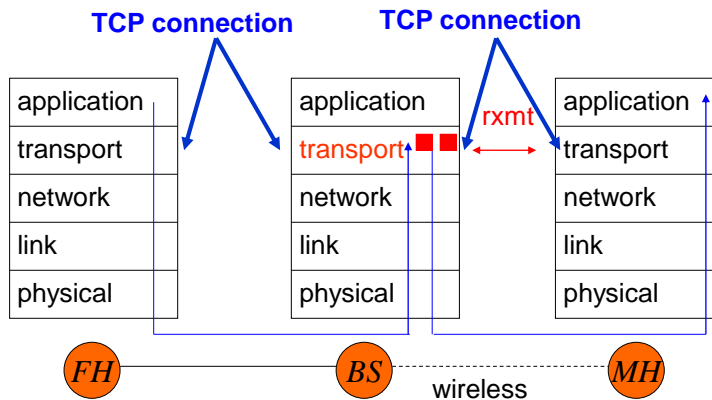 TCP connection
TCP connection
application
transport
network
link
physical
application
transport
network
link
physical
rxmt
application
transport
network
link
physical
FH
BS
MH
wireless